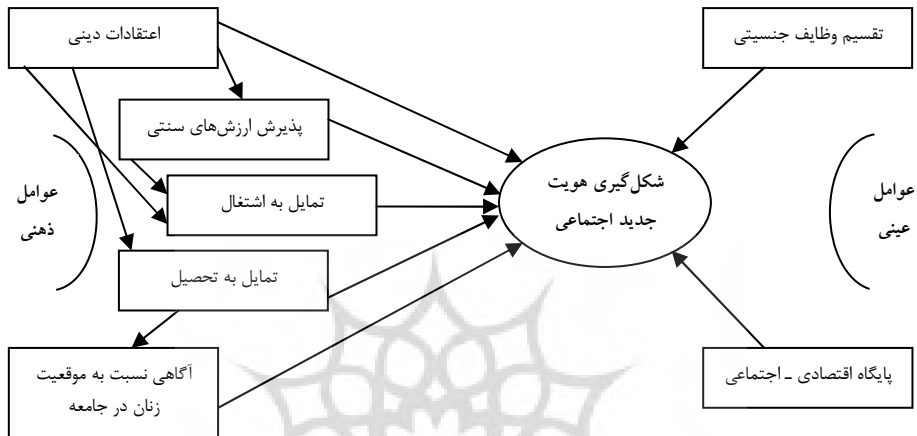 اعتقادات دینی
تقسیم وظایف جنسیتی
پذیرش ارزش‌های سنتی
عوامل
ذهنی
تمایل به اشتغال
شکل‌گیری هویت
جدید اجتماعی
عوامل
عینی
تمایل به تحصیل
آگاهی نسبت به موقعیت
زنان در جامعه
پایگاه اقتصادی ـ اجتماعی